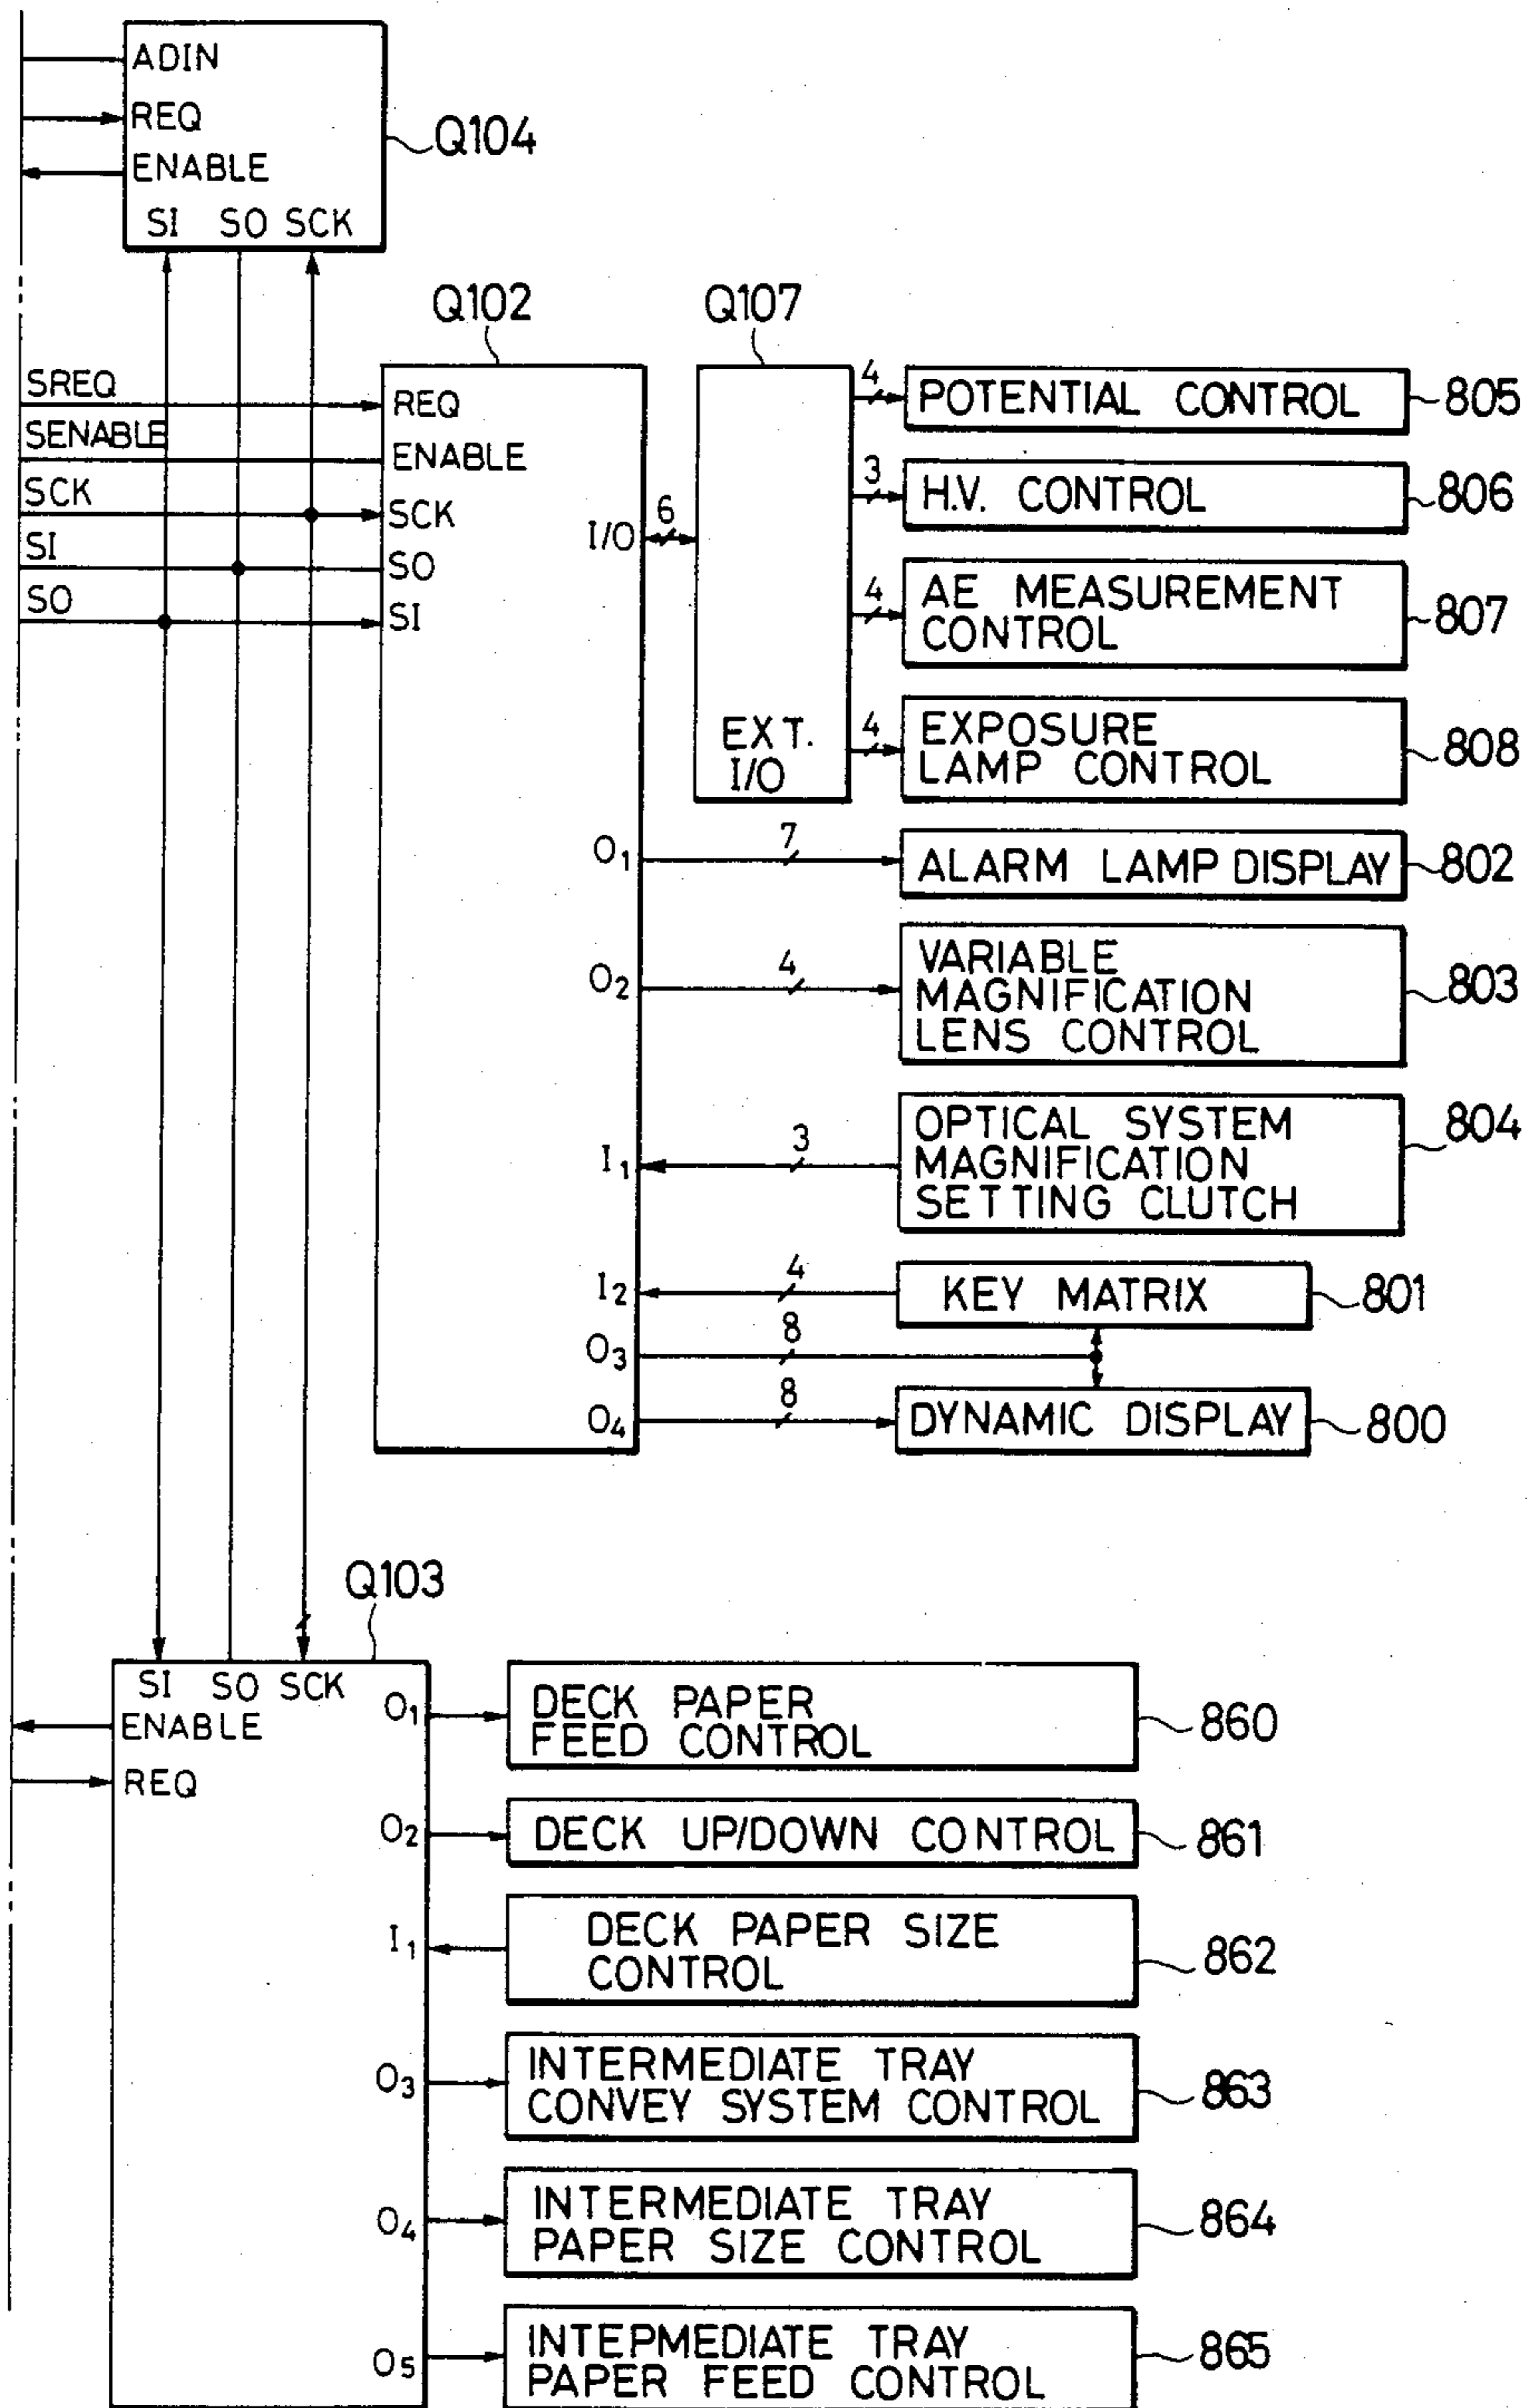 ADIN
REQ
ENABLE
SI SO SCK
Q104
Q102
Q107
SREQ
SENABLE
SCK
SI
SO
REQ
ENABLE
SCK
SO
SI
I/O
6
EXT.
I/O
4
POTENTIAL CONTROL
805
3
H.V. CONTROL
806
4
AE MEASUREMENT
CONTROL
807
4
EXPOSURE
LAMP CONTROL
808
O1
7
ALARM LAMP DISPLAY
802
O2
4
VARIABLE
MAGNIFICATION
LENS CONTROL
803
I1
3
OPTICAL SYSTEM
MAGNIFICATION
SETTING CLUTCH
804
I2
4
KEY MATRIX
801
O3
8
O4
8
DYNAMIC DISPLAY
800
Q103
SI SO SCK
ENABLE
REQ
O1
DECK PAPER
FEED CONTROL
860
O2
DECK UP/DOWN CONTROL
861
I1
DECK PAPER SIZE
CONTROL
862
O3
INTERMEDIATE TRAY
CONVEY SYSTEM CONTROL
863
O4
INTERMEDIATE TRAY
PAPER SIZE CONTROL
864
O5
INTEPMEDIATE TRAY
PAPER FEED CONTROL
865